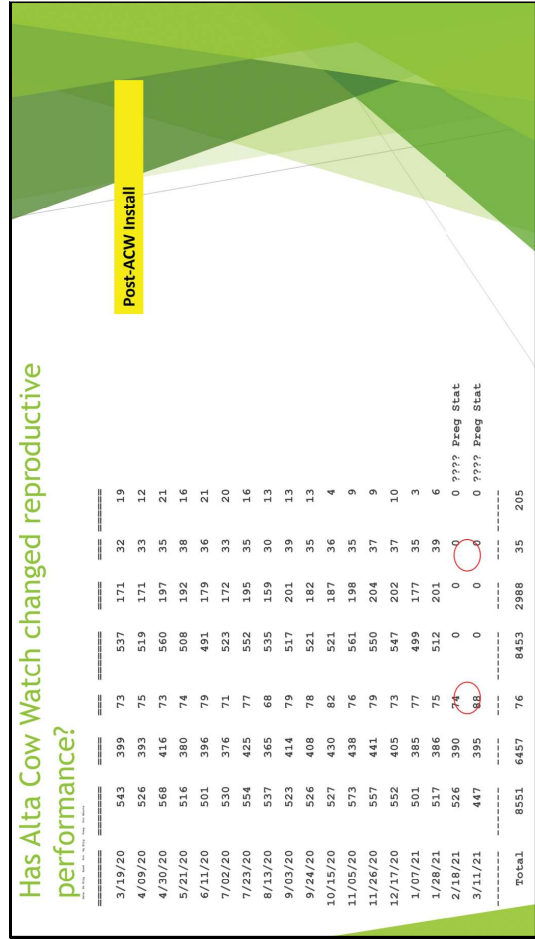 Has Alta Cow Watch changed reproductive
performance?
Post-ACW Install
====== ===== ===== ==== ===== ===== ==== ======
3/19/20 543 399 73 537 171 32 19
4/09/20 526 393 75 519 171 33 12
4/30/20 568 416 73 560 197 35 21
5/21/20 516 380 74 508 192 38 16
6/11/20 501 396 79 491 179 36 21
7/02/20 530 376 71 523 172 33 20
7/23/20 554 425 77 552 195 35 16
8/13/20 537 365 68 535 159 30 13
9/03/20 523 414 79 517 201 39 13
9/24/20 526 408 78 521 182 35 13
10/15/20 527 430 82 521 187 36 4
11/05/20 573 438 76 561 198 35 9
11/26/20 557 441 79 550 204 37 9
12/17/20 552 405 73 547 202 37 10
1/07/21 501 385 77 499 177 35 3
1/28/21 517 386 75 512 201 39 6
2/18/21 526 390 74 0 0 0 0 ???? Preg Stat
3/11/21 447 395 88 0 0 0 0 ???? Preg Stat
------ ----- ----- --- ----- ----- --- -----
Total 8551 6457 76 8453 2988 35 205